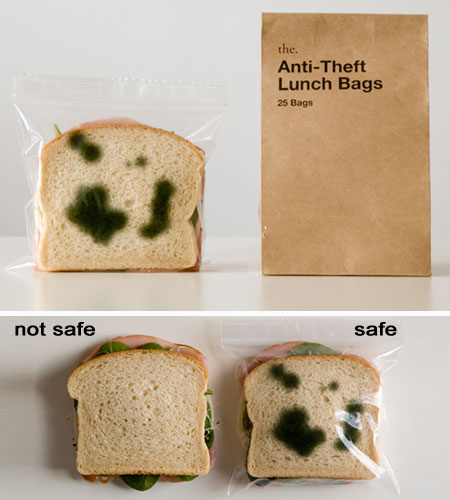 the.
Anti-Theft
Lunch Bags
25 Bags
not safe
safe